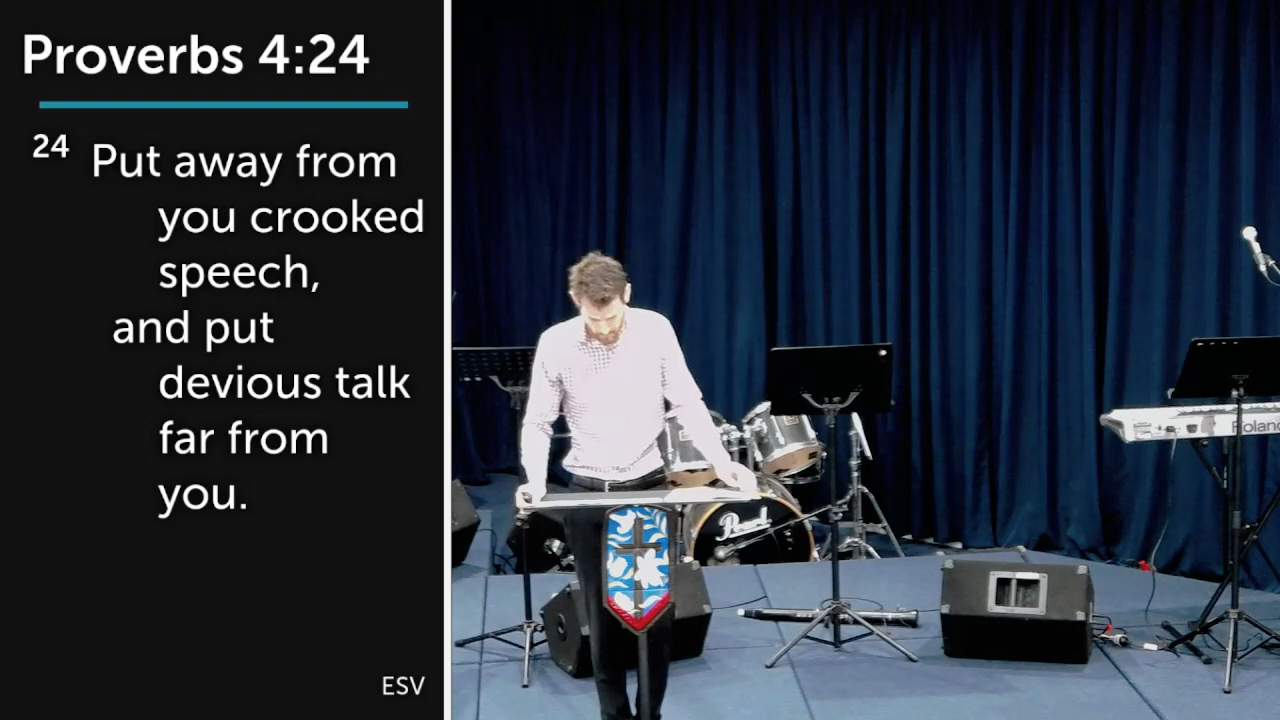 Proverbs 4:24
24 Put away from
you crooked
speech,
and put
devious talk
far from
you.
ESV
Pearl
Roland